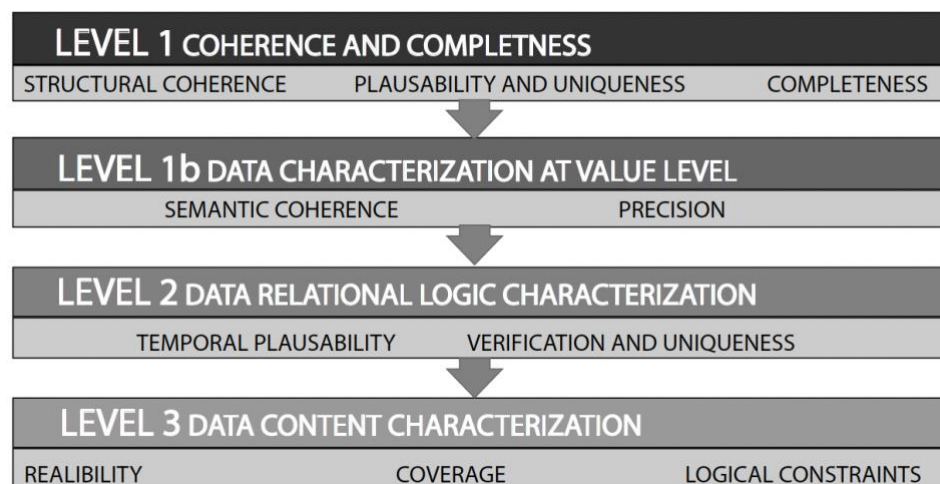 LEVEL 1 COHERENCE AND COMPLETNESS
STRUCTURAL COHERENCE PLAUSABILITY AND UNIQUENESS COMPLETENESS
LEVEL 1b DATA CHARACTERIZATION AT VALUE LEVEL
SEMANTIC COHERENCE PRECISION
LEVEL 2 DATA RELATIONAL LOGIC CHARACTERIZATION
TEMPORAL PLAUSABILITY VERIFICATION AND UNIQUENESS
LEVEL 3 DATA CONTENT CHARACTERIZATION
REALIBILITY COVERAGE LOGICAL CONSTRAINTS